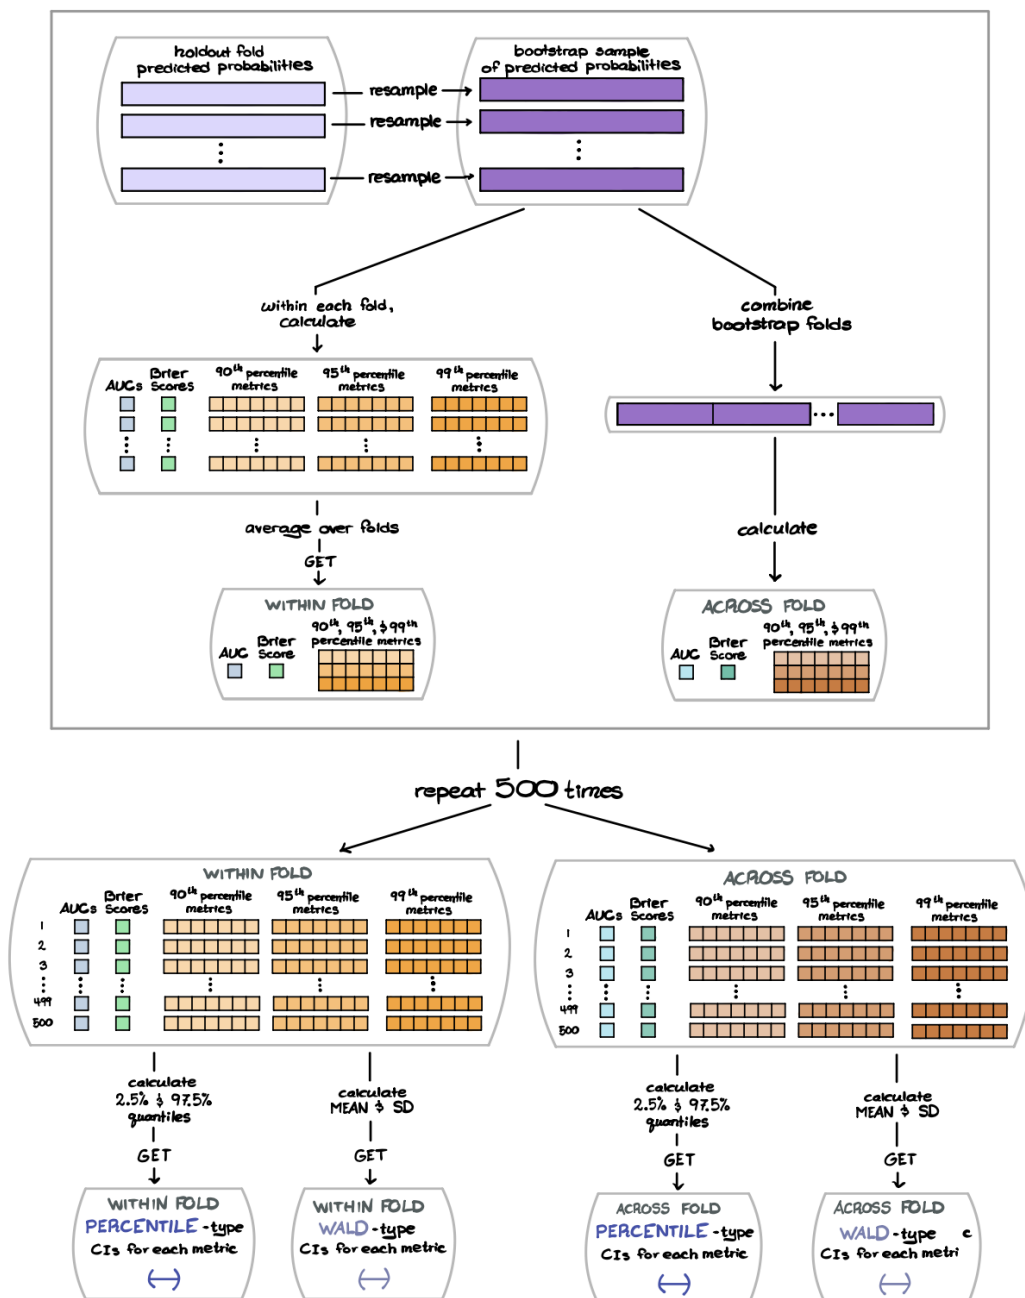 holdout fold
predicted probabilities
bootstrap sample
of predicted probabilities
resample
resample
resample
within each fold,
calculate
combine
bootstrap folds
AUCs
Brier
Scores
90th percentile
metrics
95th percentile
metrics
99th percentile
metrics
average over folds
GET
calculate
WITHIN FOLD
AUC
Brier
Score
90th, 95th, & 99th
percentile metrics
ACROSS FOLD
AUC
Brier
Score
90th, 95th, & 99th
percentile metrics
repeat 500 times
WITHIN FOLD
AUCs
Brier
Scores
90th percentile
metrics
95th percentile
metrics
99th percentile
metrics
1
2
3
499
500
ACROSS FOLD
AUCs
Brier
Scores
90th percentile
metrics
95th percentile
metrics
99th percentile
metrics
1
2
3
499
500
calculate
2.5% & 97.5%
quantiles
GET
calculate
MEAN & SD
GET
calculate
2.5% & 97.5%
quantiles
GET
calculate
MEAN & SD
GET
WITHIN FOLD
PERCENTILE -type
CIs for each metric
WITHIN FOLD
WALD -type
CIs for each metric
ACROSS FOLD
PERCENTILE -type
CIs for each metric
ACROSS FOLD
WALD -type c
CIs for each metri